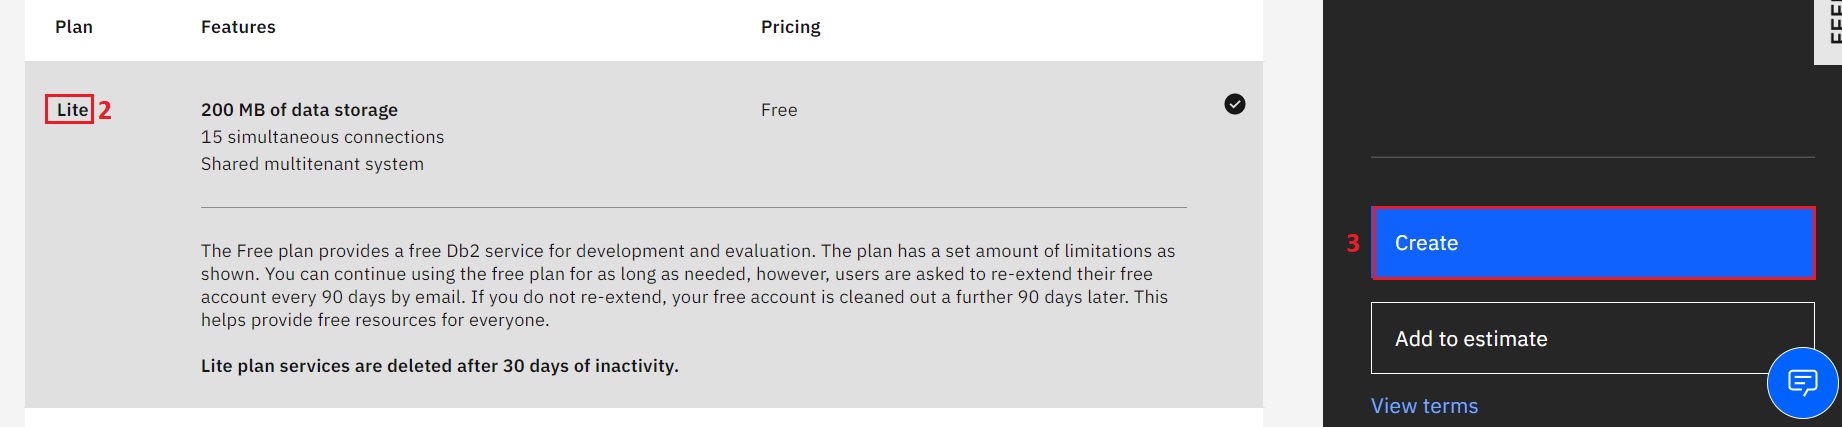 Plan Features Pricing
Lite 2 200 MB of data storage Free
15 simultaneous connections
Shared multitenant system
The Free plan provides a free Db2 service for development and evaluation. The plan has a set amount of limitations as
shown. You can continue using the free plan for as long as needed, however, users are asked to re-extend their free
account every 90 days by email. If you do not re-extend, your free account is cleaned out a further 90 days later. This
helps provide free resources for everyone.
Lite plan services are deleted after 30 days of inactivity.
3 Create
Add to estimate
View terms